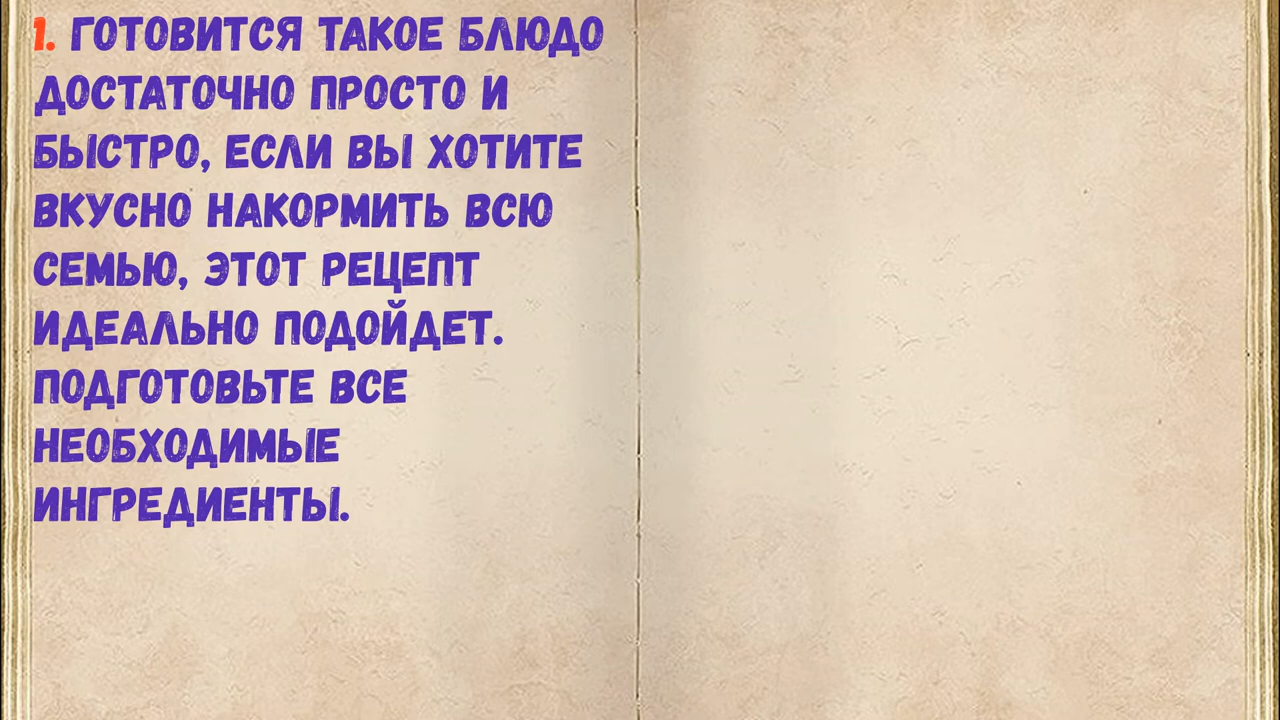 1. ГОТОВИТСЯ ТАКОЕ БЛЮДО
ДОСТАТОЧНО ПРОСТО И
БЫСТРО, ЕСЛИ ВЫ ХОТИТЕ
ВКУСНО НАКОРМИТЬ ВСЮ
СЕМЬЮ, ЭТОТ РЕЦЕПТ
ИДЕАЛЬНО ПОДОЙДЕТ.
ПОДГОТОВЬТЕ ВСЕ
НЕОБХОДИМЫЕ
ИНГРЕДИЕНТЫ.